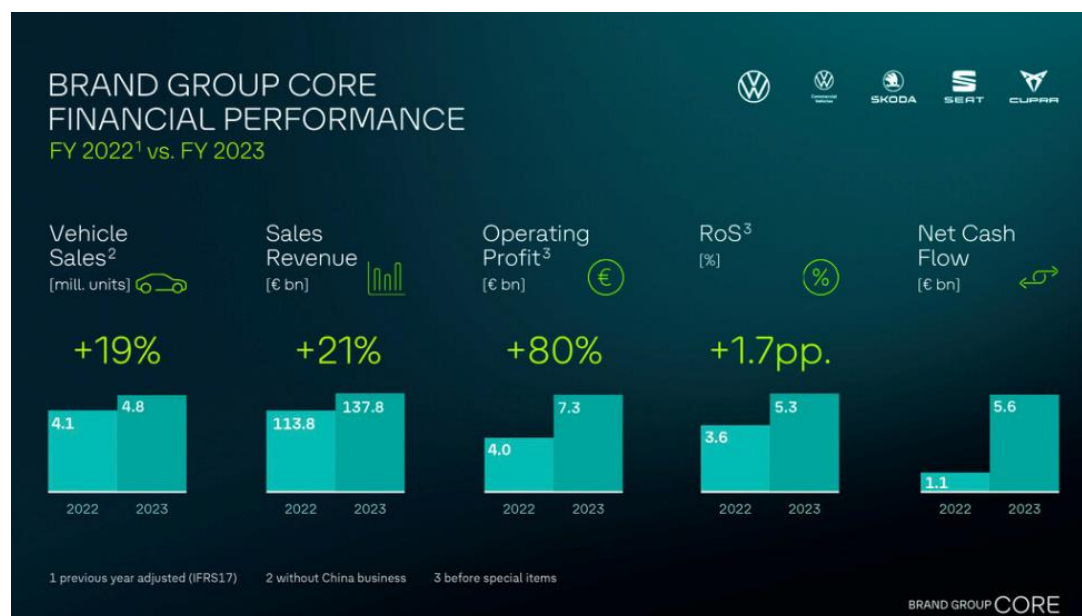 BRAND GROUP CORE
FINANCIAL PERFORMANCE
FY 2022¹ vs. FY 2023
Commercial
Vehicles
SKODA
SEAT
CUPRA
Vehicle
Sales²
[mill. units]
+19%
4.1
4.8
2022 2023
Sales
Revenue
[€ bn]
+21%
113.8
137.8
2022 2023
Operating
Profit³
[€ bn]
€
+80%
4.0
7.3
2022 2023
RoS³
[%]
%
+1.7pp.
3.6
5.3
2022 2023
Net Cash
Flow
[€ bn]
1.1
5.6
2022 2023
1 previous year adjusted (IFRS17) 2 without China business 3 before special items
BRAND GROUP CORE